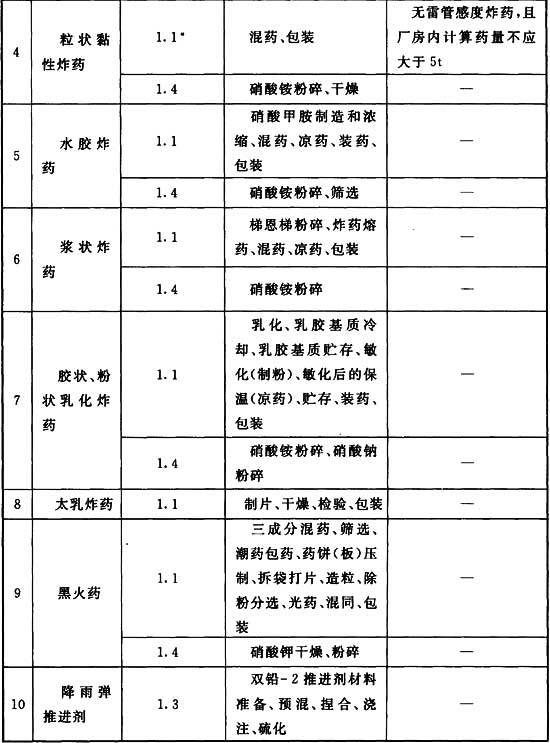 4
粒状黏
性炸药
1.1*
混药、包装
无雷管感度炸药,且
厂房内计算药量不应
大于5t
1.4
硝酸铵粉碎、干燥
—
5
水胶炸
药
1.1
硝酸甲胺制造和浓
缩、混药、凉药、装药、
包装
—
1.4
硝酸铵粉碎、筛选
—
6
浆状炸
药
1.1
梯恩梯粉碎、炸药熔
药、混药、凉药、包装
—
1.4
硝酸铵粉碎
—
7
胶状、粉
状乳化炸
药
1.1
乳化、乳胶基质冷
却、乳胶基质贮存、敏
化(制粉)、敏化后的保
温(凉药)、贮存、装药、
包装
—
1.4
硝酸铵粉碎、硝酸钠
粉碎
—
8
太乳炸药
1.1
制片、干燥、检验、包装
—
9
黑火药
1.1
三成分混药、筛选、
潮药包药、药饼(板)压
制、拆袋打片、造粒、除
粉分选、光药、混同、包
装
—
1.4
硝酸钾干燥、粉碎
—
10
降雨弹
推进剂
1.3
双铅-2推进剂材料
准备、预混、捏合、浇
注、硫化
—